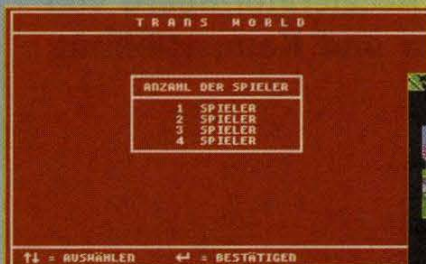 TRANS WORLD
ANZAHL DER SPIELER
1 SPIELER
2 SPIELER
3 SPIELER
4 SPIELER
↑↓ = AUSWÄHLEN ↵ = BESTÄTIGEN